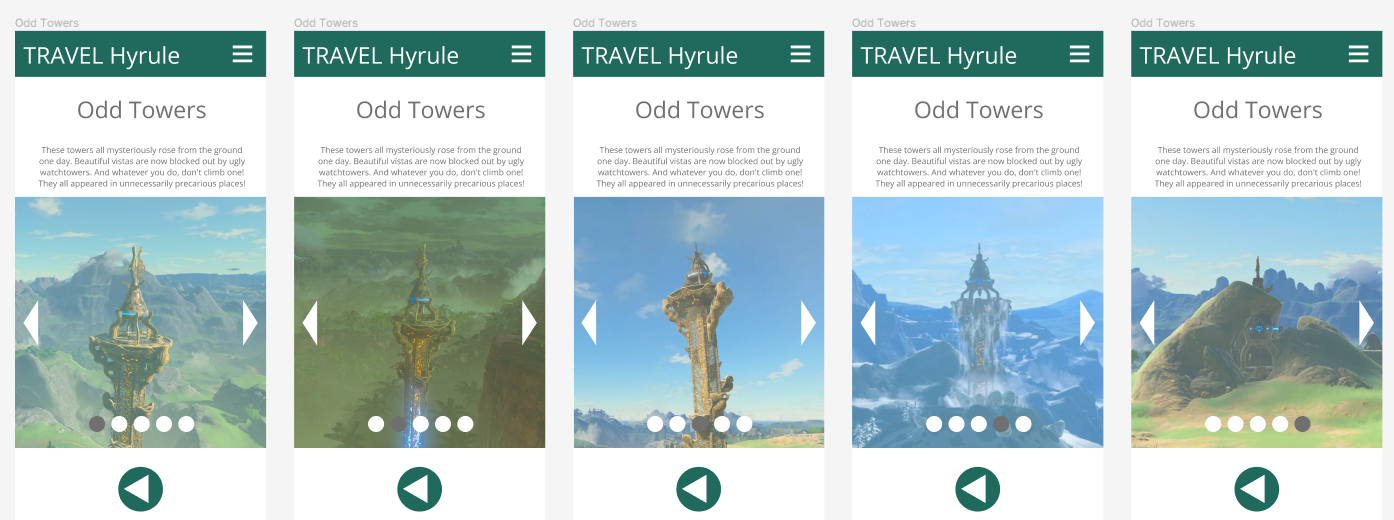 Odd Towers
TRAVEL Hyrule
Odd Towers
These towers all mysteriously rose from the ground
one day. Beautiful vistas are now blocked out by ugly
watchtowers. And whatever you do, don't climb one!
They all appeared in unnecessarily precarious places!
Odd Towers
TRAVEL Hyrule
Odd Towers
These towers all mysteriously rose from the ground
one day. Beautiful vistas are now blocked out by ugly
watchtowers. And whatever you do, don't climb one!
They all appeared in unnecessarily precarious places!
Odd Towers
TRAVEL Hyrule
Odd Towers
These towers all mysteriously rose from the ground
one day. Beautiful vistas are now blocked out by ugly
watchtowers. And whatever you do, don't climb one!
They all appeared in unnecessarily precarious places!
Odd Towers
TRAVEL Hyrule
Odd Towers
These towers all mysteriously rose from the ground
one day. Beautiful vistas are now blocked out by ugly
watchtowers. And whatever you do, don't climb one!
They all appeared in unnecessarily precarious places!
Odd Towers
TRAVEL Hyrule
Odd Towers
These towers all mysteriously rose from the ground
one day. Beautiful vistas are now blocked out by ugly
watchtowers. And whatever you do, don't climb one!
They all appeared in unnecessarily precarious places!